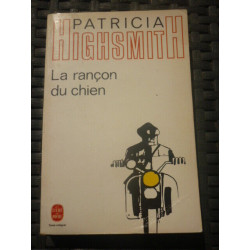 PATRICIA
HIGHSMITH
La rançon
du chien